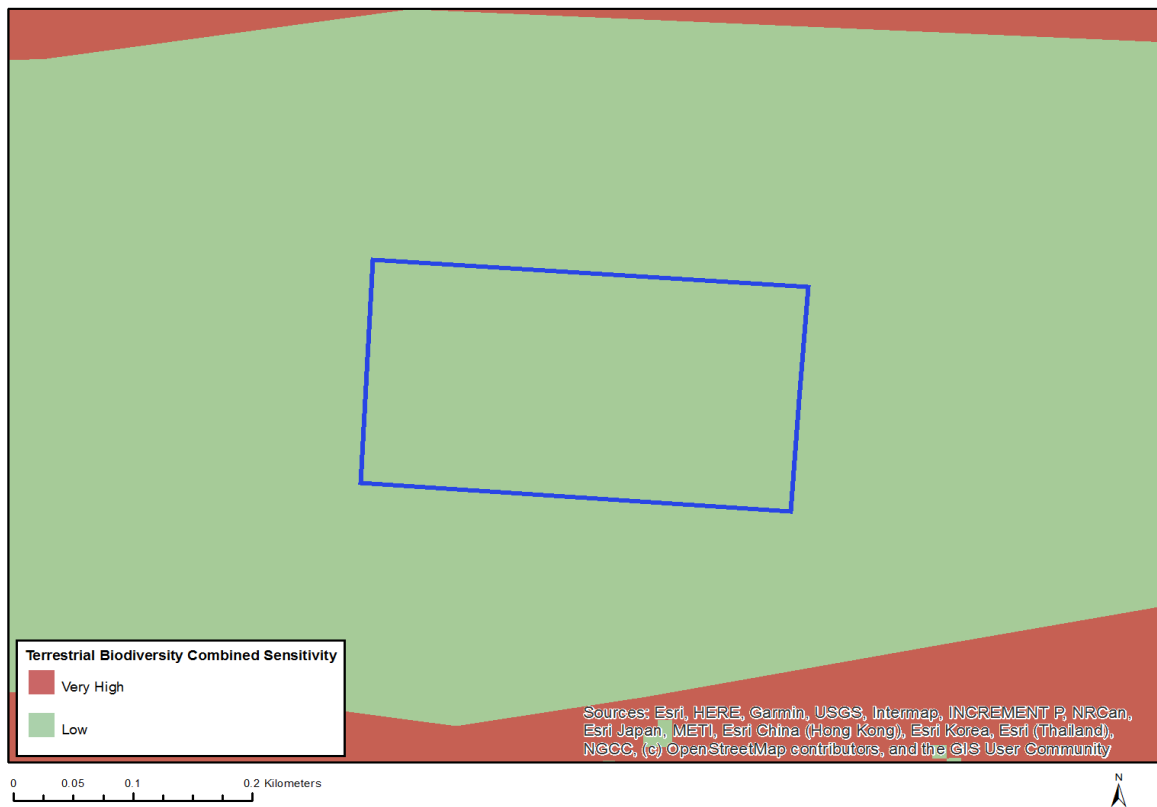 Terrestrial Biodiversity Combined Sensitivity
Very High
Low
Sources: Esri, HERE, Garmin, USGS, Intermap, INCREMENT P, NRCan,
Esri Japan, METI, Esri China (Hong Kong), Esri Korea, Esri (Thailand),
NGCC, (c) OpenStreetMap contributors, and the GIS User Community
0 0.05 0.1 0.2 Kilometers
N